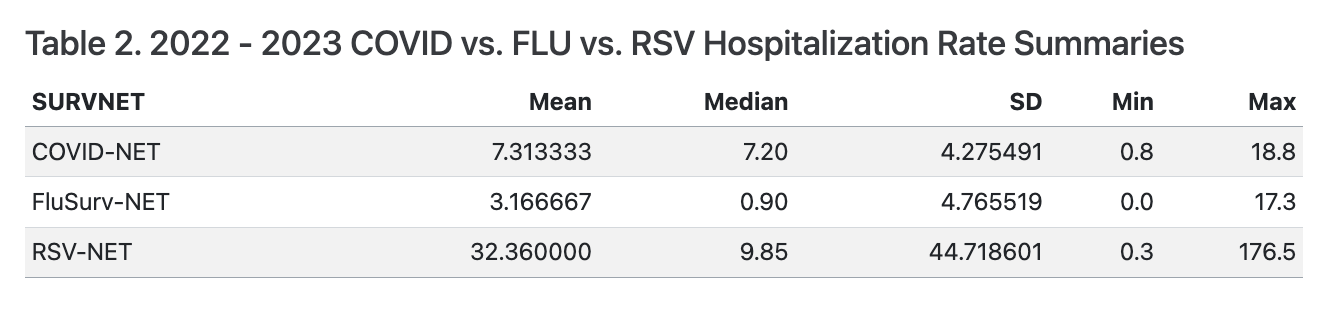 Table 2. 2022 - 2023 COVID vs. FLU vs. RSV Hospitalization Rate Summaries
SURVNET Mean Median SD Min Max
COVID-NET 7.313333 7.20 4.275491 0.8 18.8
FluSurv-NET 3.166667 0.90 4.765519 0.0 17.3
RSV-NET 32.360000 9.85 44.718601 0.3 176.5